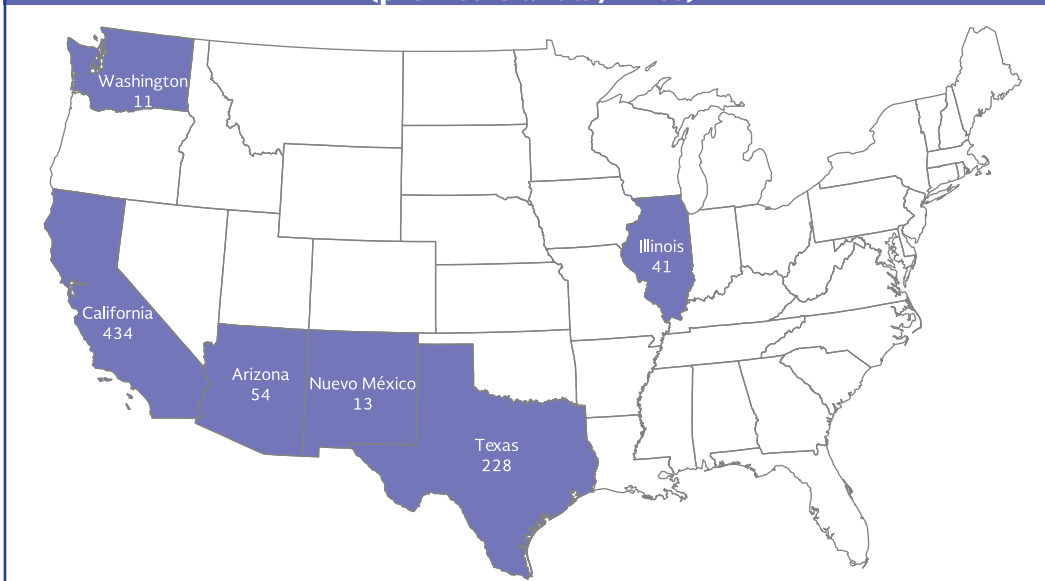 Washington
11
Illinois
41
California
434
Arizona
54
Nuevo México
13
Texas
228